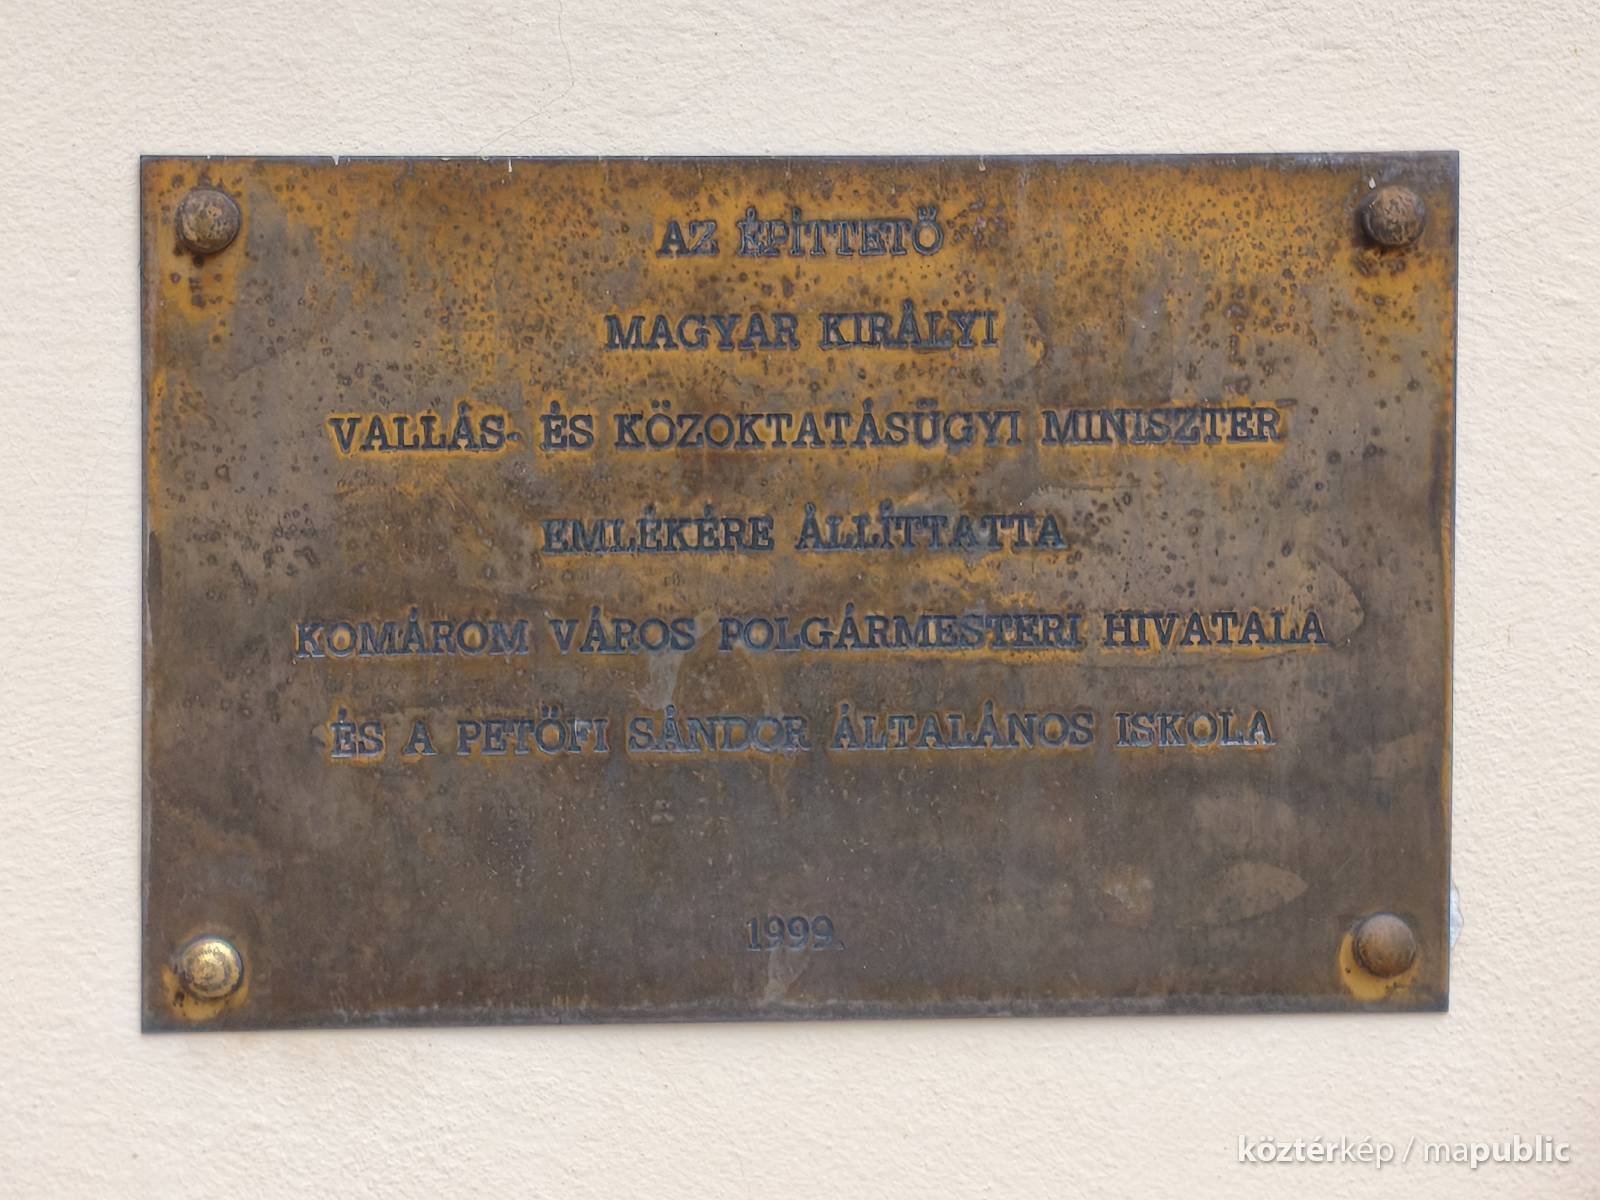 AZ ÉPÍTTETŐ
MAGYAR KIRÁLYI
VALLÁS- ÉS KÖZOKTATÁSÜGYI MINISZTER
EMLÉKÉRE ÁLLÍTTATTA
KOMÁROM VÁROS POLGÁRMESTERI HIVATALA
ÉS A PETŐFI SÁNDOR ÁLTALÁNOS ISKOLA
1999.
köztérkép / mapublic